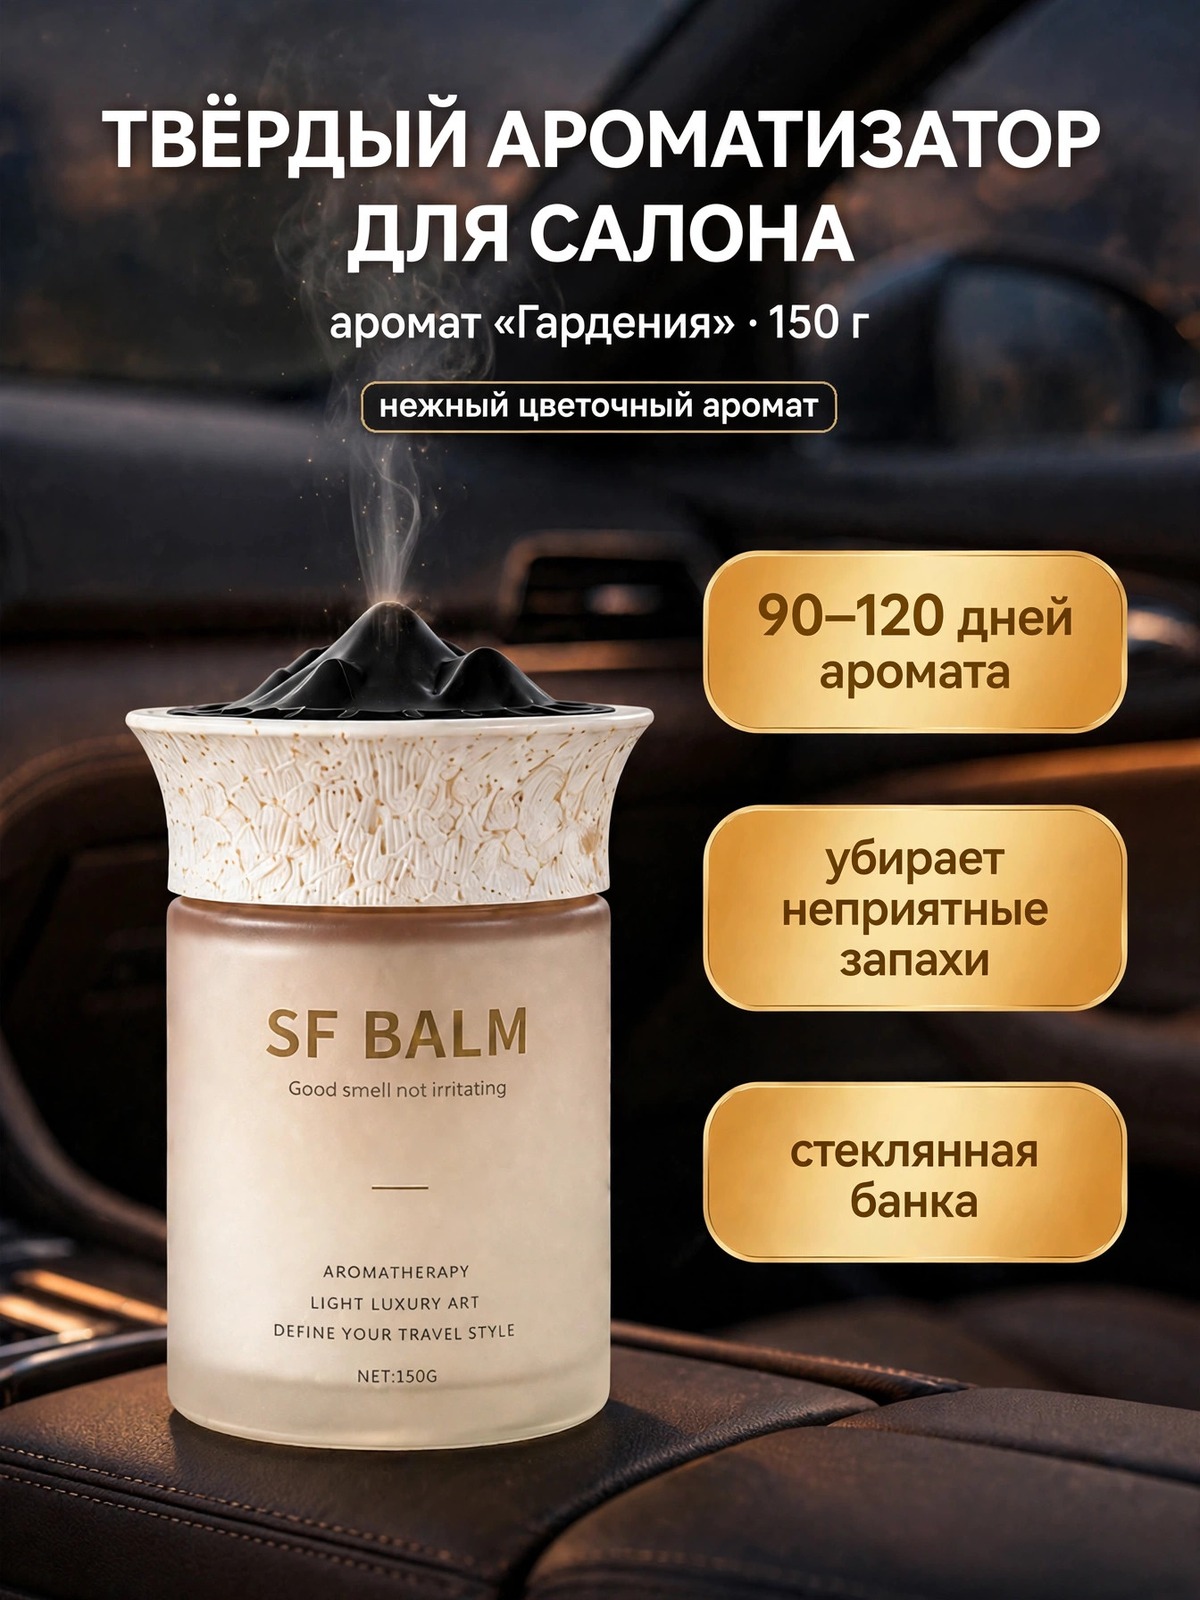 ТВЁРДЫЙ АРОМАТИЗАТОР
ДЛЯ САЛОНА
аромат «Гардения» · 150 г
нежный цветочный аромат
90–120 дней
аромата
убирает
неприятные
запахи
стеклянная
банка
SF BALM
Good smell not irritating
AROMATHERAPY
LIGHT LUXURY ART
DEFINE YOUR TRAVEL STYLE
NET:150G